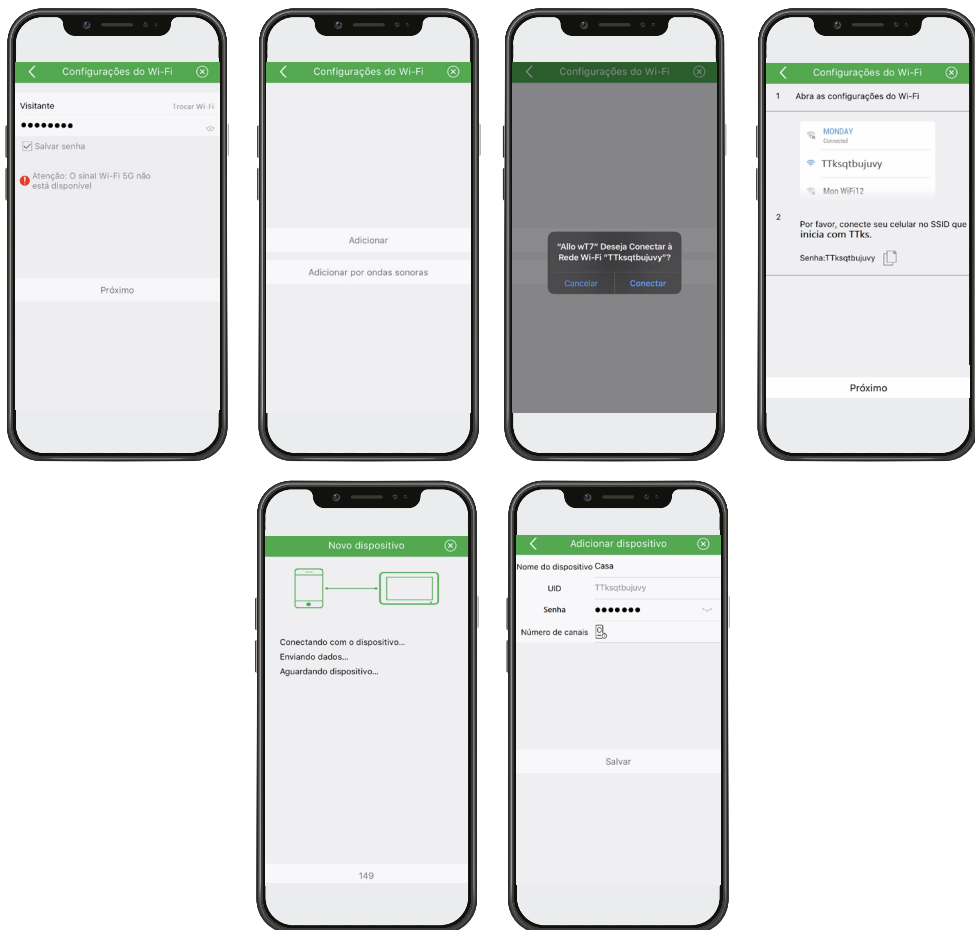 Configurações do Wi-Fi
Visitante
Trocar Wi-Fi
●●●●●●●●
Salvar senha
Atenção: O sinal Wi-Fi 5G não
está disponível
Próximo
Configurações do Wi-Fi
Adicionar
Adicionar por ondas sonoras
Configurações do Wi-Fi
"Allo wT7" Deseja Conectar à
Rede Wi-Fi "TTksqtbujuvy"?
Cancelar
Conectar
Configurações do Wi-Fi
1 Abra as configurações do Wi-Fi
MONDAY
Connected
TTksqtbujuvy
Mon WiFi12
2 Por favor, conecte seu celular no SSID que
inicia com TTks.
Senha:TTksqtbujuvy
Próximo
Novo dispositivo
Conectando com o dispositivo...
Enviando dados...
Aguardando dispositivo...
149
Adicionar dispositivo
Nome do dispositivo Casa
UID TTksqtbujuvy
Senha ●●●●●●●
Número de canais
Salvar